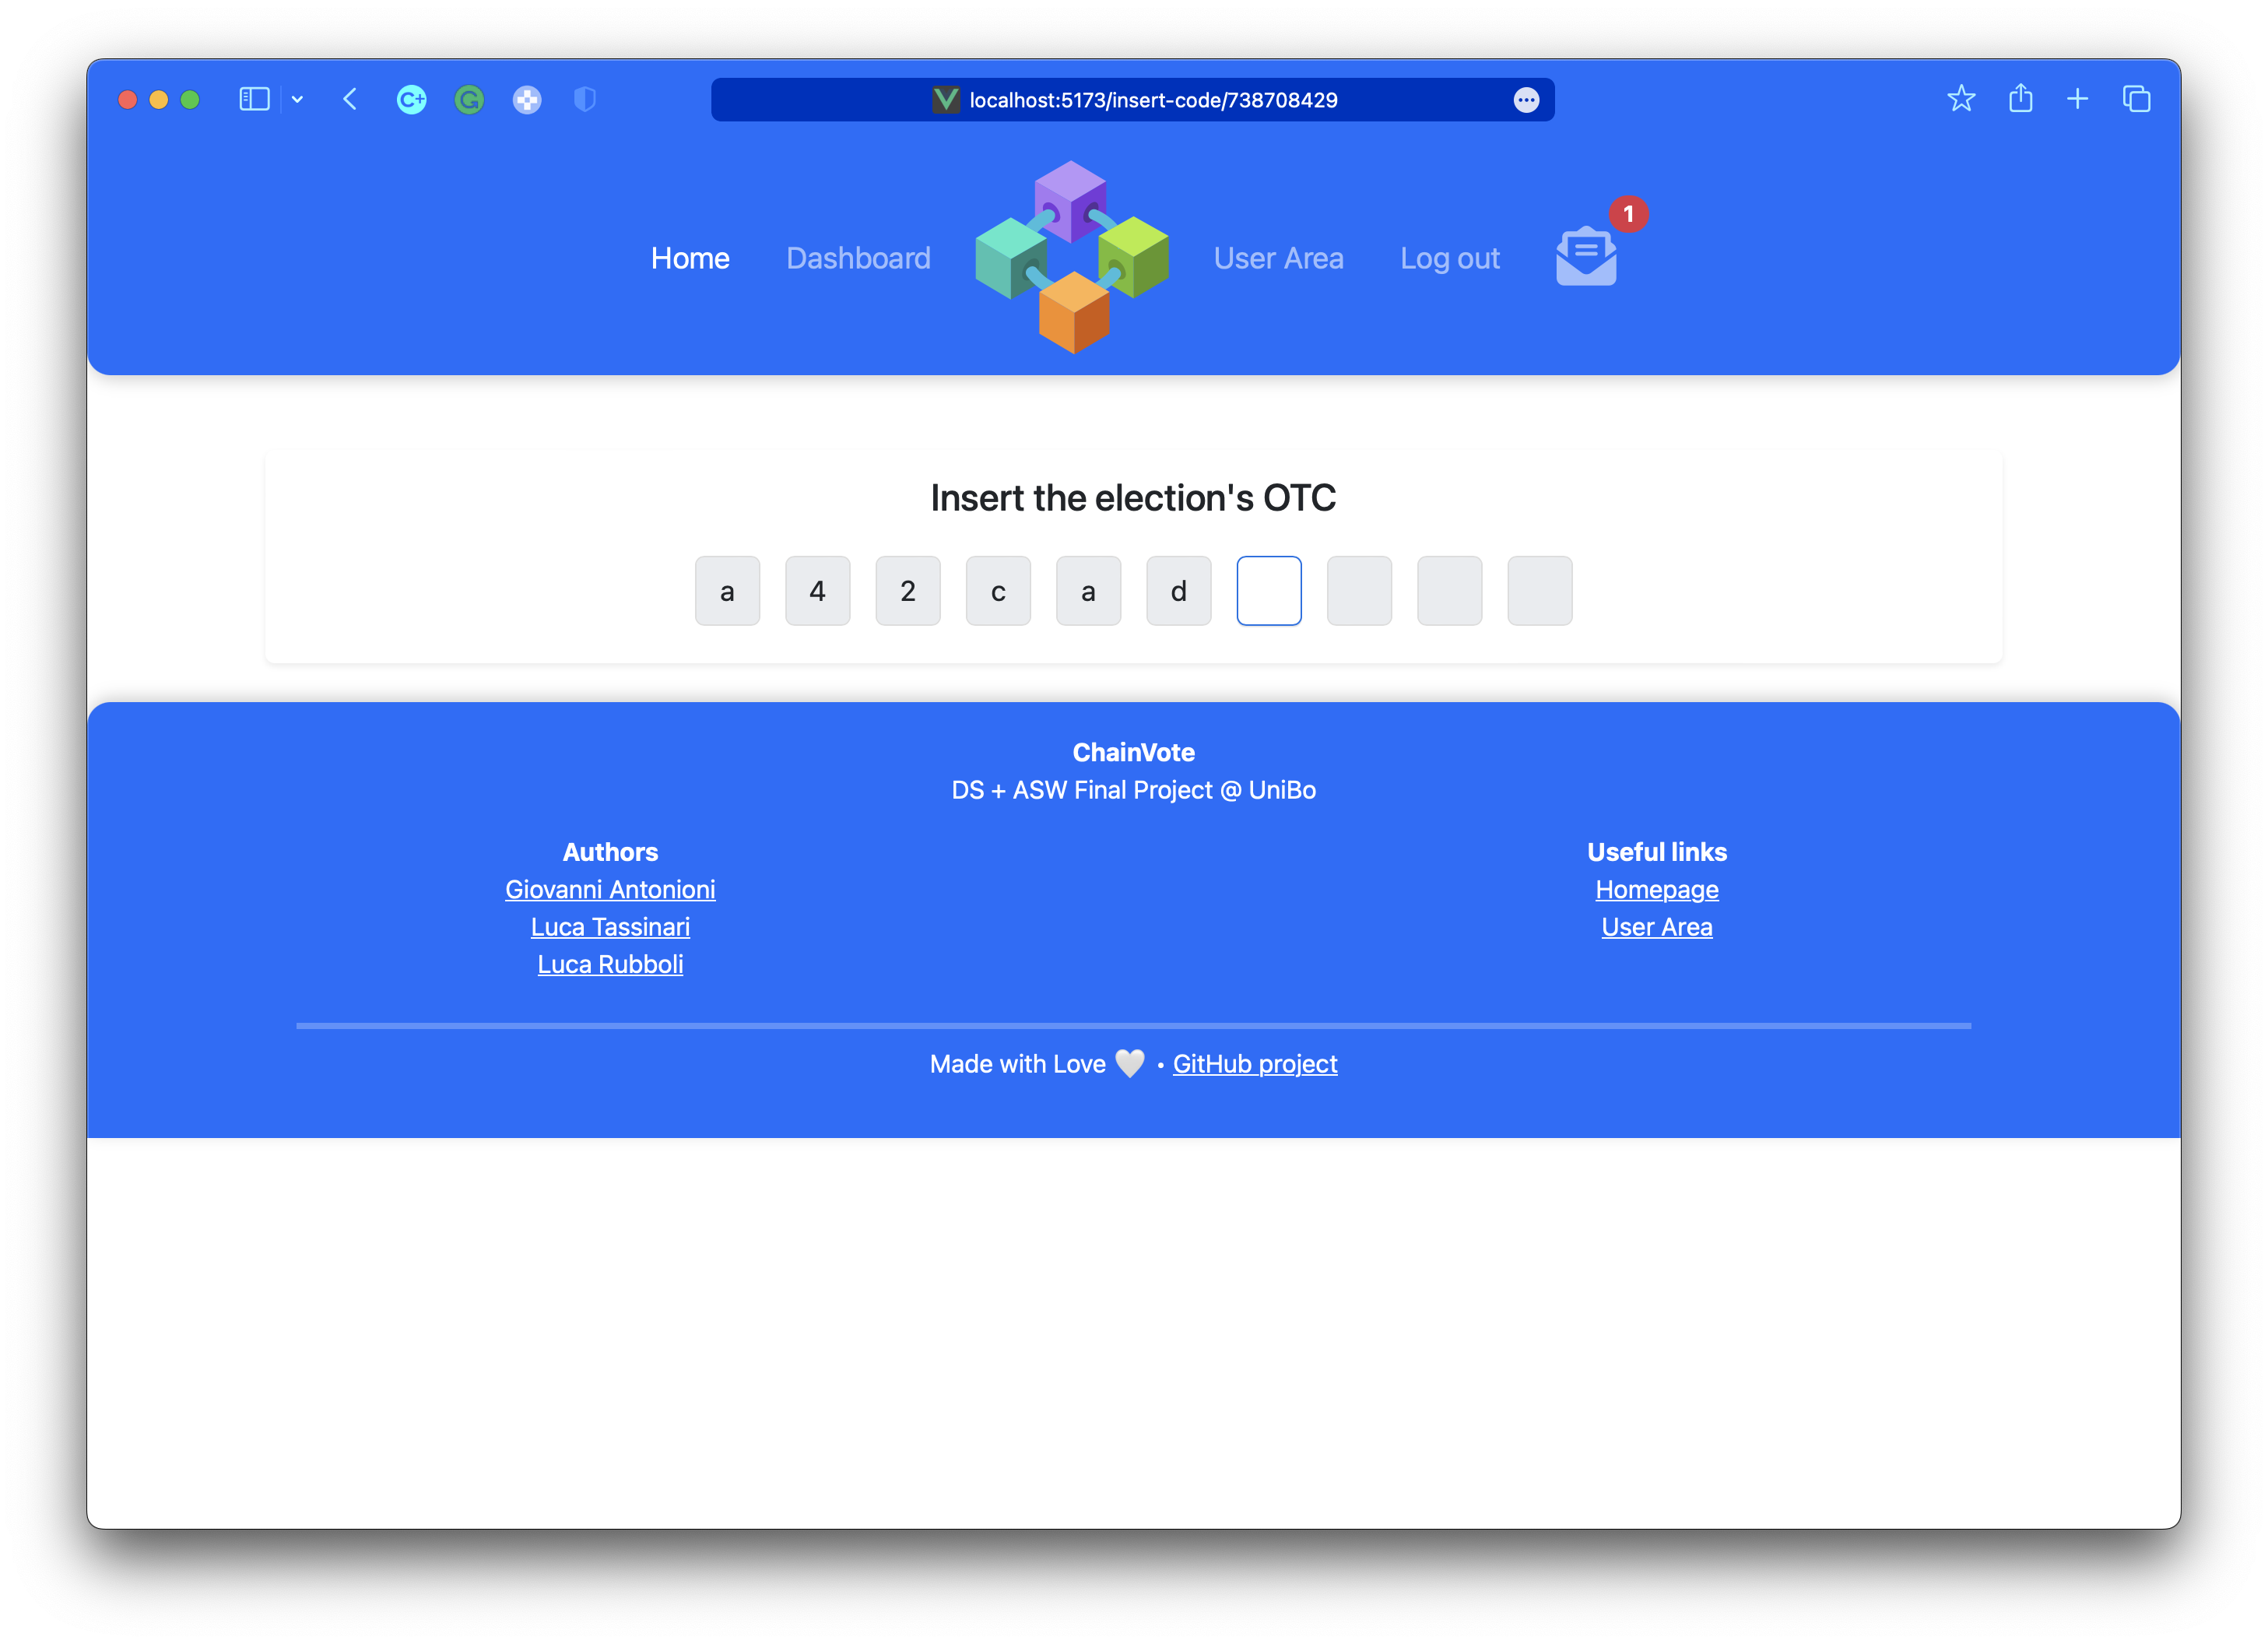 localhost:5173/insert-code/738708429
Home Dashboard User Area Log out 1
Insert the election's OTC
a 4 2 c a d
ChainVote
DS + ASW Final Project @ UniBo
Authors
Giovanni Antonioni
Luca Tassinari
Luca Rubboli
Useful links
Homepage
User Area
Made with Love 🤍 • GitHub project